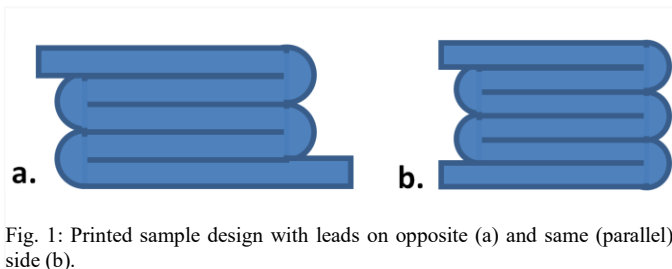 a.
b.
Fig. 1: Printed sample design with leads on opposite (a) and same (parallel)
side (b).